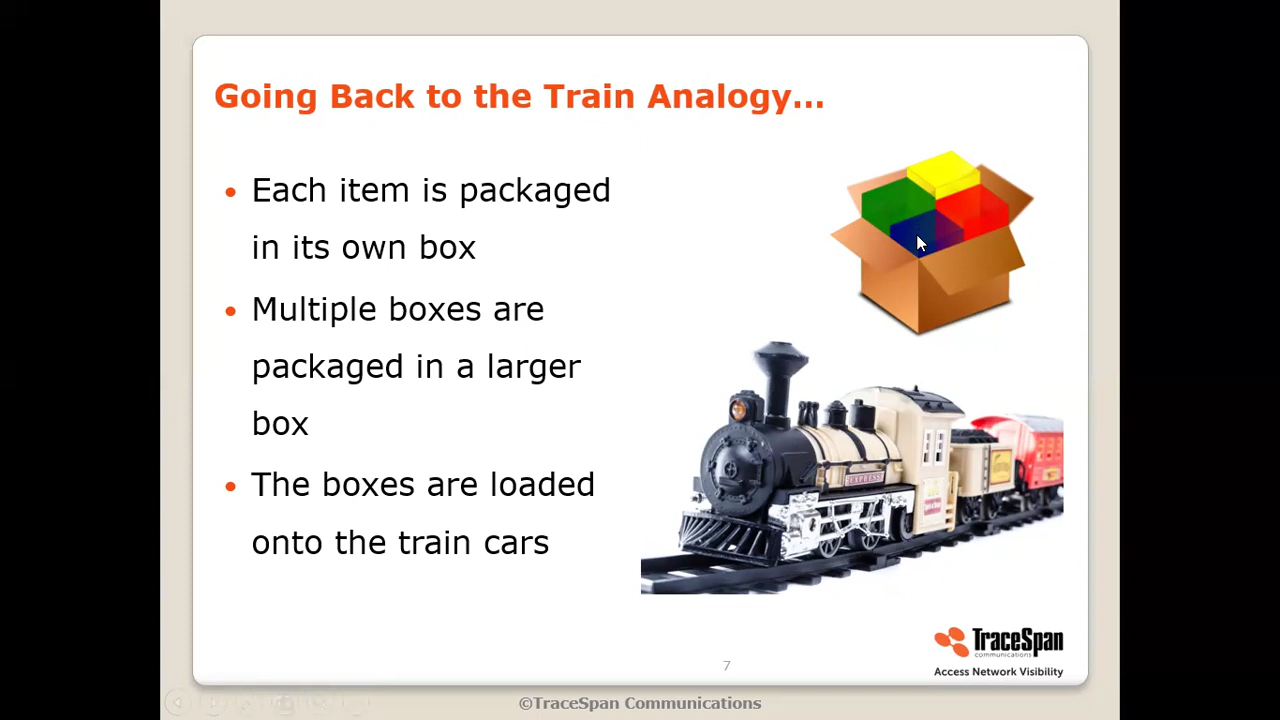 Going Back to the Train Analogy...
• Each item is packaged
in its own box
• Multiple boxes are
packaged in a larger
box
• The boxes are loaded
onto the train cars
EXPRESS
TraceSpan
communications
Access Network Visibility
7
©TraceSpan Communications